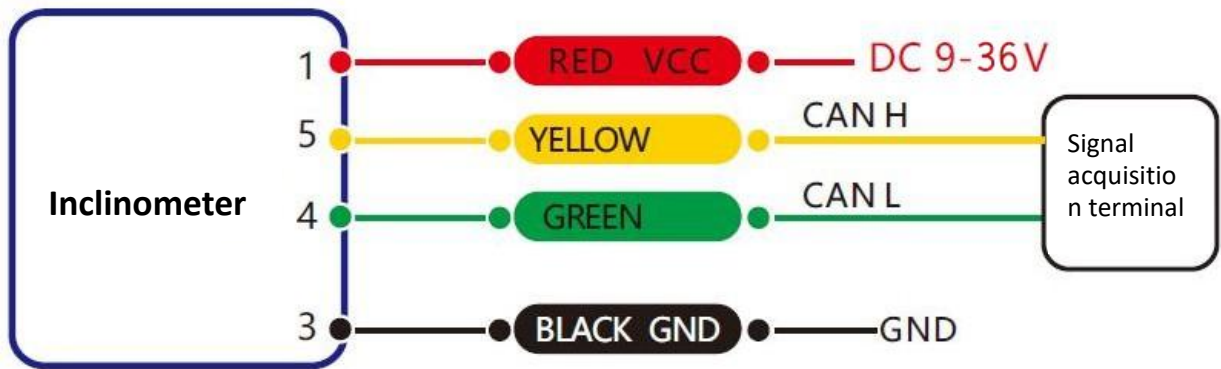 1 RED VCC DC 9-36V
5 YELLOW CAN H
4 GREEN CAN L
3 BLACK GND GND
Inclinometer
Signal
acquisitio
n terminal